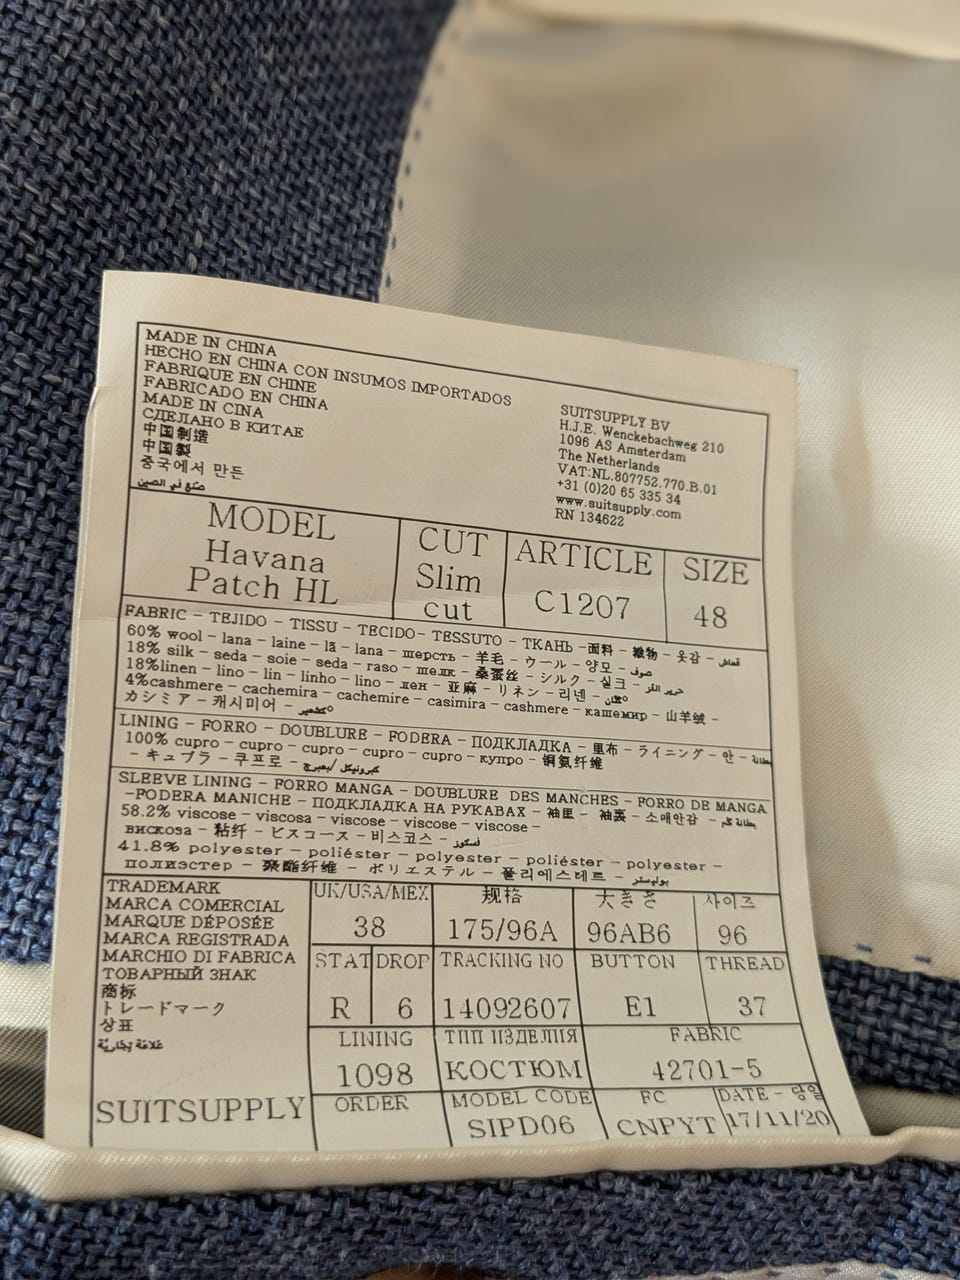 MADE IN CHINA
HECHO EN CHINA CON INSUMOS IMPORTADOS
FABRIQUE EN CHINE
FABRICADO EN CHINA
MADE IN CINA
СДЕЛАНО В КИТАЕ
中国制造
中国製
중국에서 만든
صنع في الصين
SUITSUPPLY BV
H.J.E. Wenckebachweg 210
1096 AS Amsterdam
The Netherlands
VAT:NL.807752.770.B.01
+31 (0)20 65 335 34
www.suitsupply.com
RN 134622
MODEL
Havana
Patch HL
CUT
Slim
cut
ARTICLE
C1207
SIZE
48
FABRIC - TEJIDO - TISSU - TECIDO- TESSUTO - ТКАНЬ -面料 - 織物 - 옷감 - قماش
60% wool - lana - laine - lã - lana - шерсть - 羊毛 - ウール - 양모 - صوف
18% silk - seda - soie - seda - raso - шелк - 桑蚕丝 - シルク - 실크 -
18%linen - lino - lin - linho - lino - лен - 亚麻 - リネン - 리넨 -
4%cashmere - cachemira - cachemire - casimira - cashmere - кашемир - 山羊绒 -
カシミア - 캐시미어 -
LINING - FORRO - DOUBLURE - FODERA - ПОДКЛАДКА - 里布 - ライニング - 안 - بطانة
100% cupro - cupro - cupro - cupro - cupro - купро - 铜氨纤维
- キュプラ - 쿠프로 -
SLEEVE LINING - FORRO MANGA - DOUBLURE DES MANCHES - FORRO DE MANGA
-FODERA MANICHE - ПОДКЛАДКА НА РУКАВАХ - 袖里 - 袖裏 - 소매안감 - بطانة كم
58.2% viscose - viscosa - viscose - viscose - viscose -
вискоза - 粘纤 - ビスコース - 비스코스 - فسكوز
41.8% polyester - poliéster - polyester - poliéster - polyester -
полиэстер - 聚酯纤维 - ポリエステル - 폴리에스테르 - بوليستر
TRADEMARK
MARCA COMERCIAL
MARQUE DÉPOSÉE
MARCA REGISTRADA
MARCHIO DI FABRICA
ТОВАРНЫЙ ЗНАК
商标
トレードマーク
상표
علامة تجارية
SUITSUPPLY
UK/USA/MEX
38
规格
175/96A
大きさ
96AB6
사이즈
96
STAT
R
DROP
6
TRACKING NO
14092607
BUTTON
E1
THREAD
37
LINING
1098
ТИП ИЗДЕЛИЯ
КОСТЮМ
FABRIC
42701-5
ORDER
MODEL CODE
SIPD06
FC
CNPYT
DATE -
17/11/20